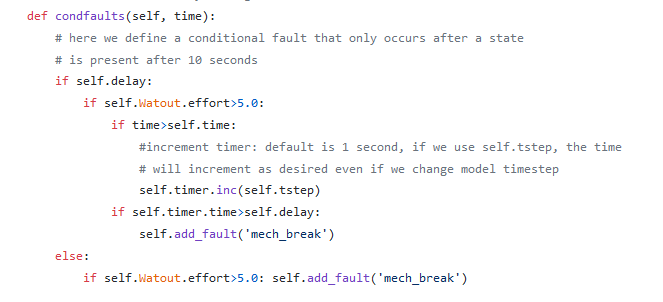 def condfaults(self, time):
# here we define a conditional fault that only occurs after a state
# is present after 10 seconds
if self.delay:
if self.Watout.effort>5.0:
if time>self.time:
#increment timer: default is 1 second, if we use self.tstep, the time
# will increment as desired even if we change model timestep
self.timer.inc(self.tstep)
if self.timer.time>self.delay:
self.add_fault('mech_break')
else:
if self.Watout.effort>5.0: self.add_fault('mech_break')